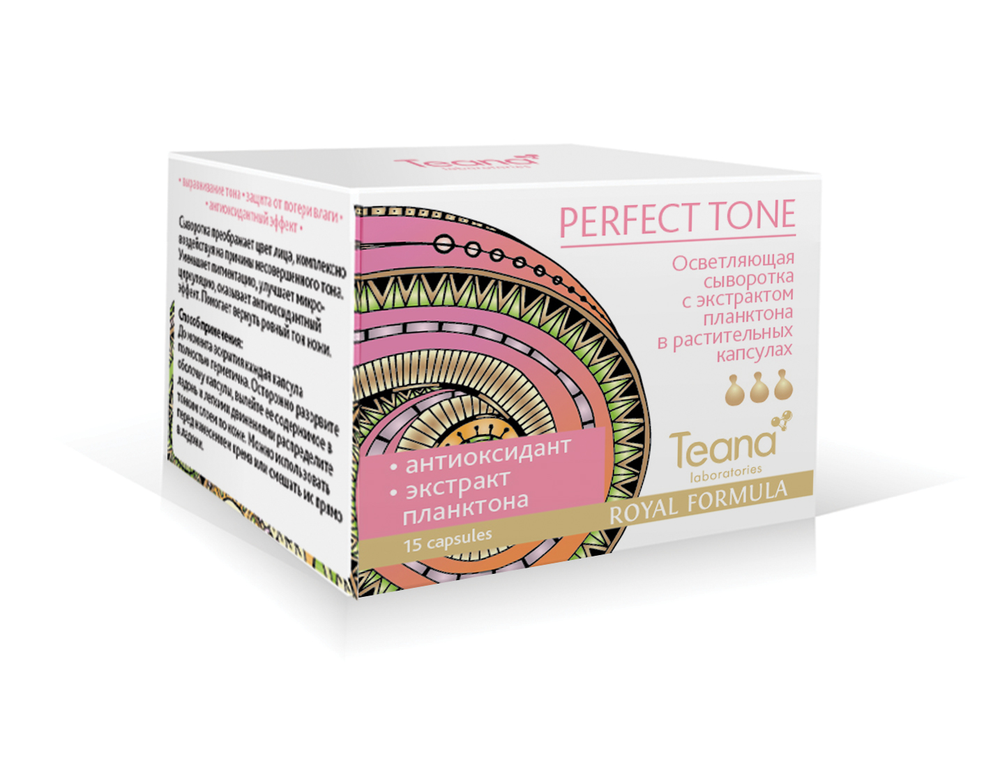 Teana
laboratories
• выравнивание тона • защита от потери влаги •
• антиоксидантный эффект •
Сыворотка преображает цвет лица, комплексно
воздействуя на причины несовершенного тона.
Уменьшает пигментацию, улучшает микро-
циркуляцию, оказывает антиоксидантный
эффект. Помогает вернуть ровный тон кожи.
Способ применения:
До момента вскрытия каждая капсула
полностью герметична. Осторожно разорвите
оболочку капсулы, вылейте ее содержимое в
ладонь и легкими движениями распределите
тонким слоем по коже. Можно использовать
перед нанесением крема или смешать их прямо
в ладони.
PERFECT TONE
Осветляющая
сыворотка
с экстрактом
планктона
в растительных
капсулах
Teana
laboratories
ROYAL FORMULA
• антиоксидант
• экстракт
планктона
15 capsules